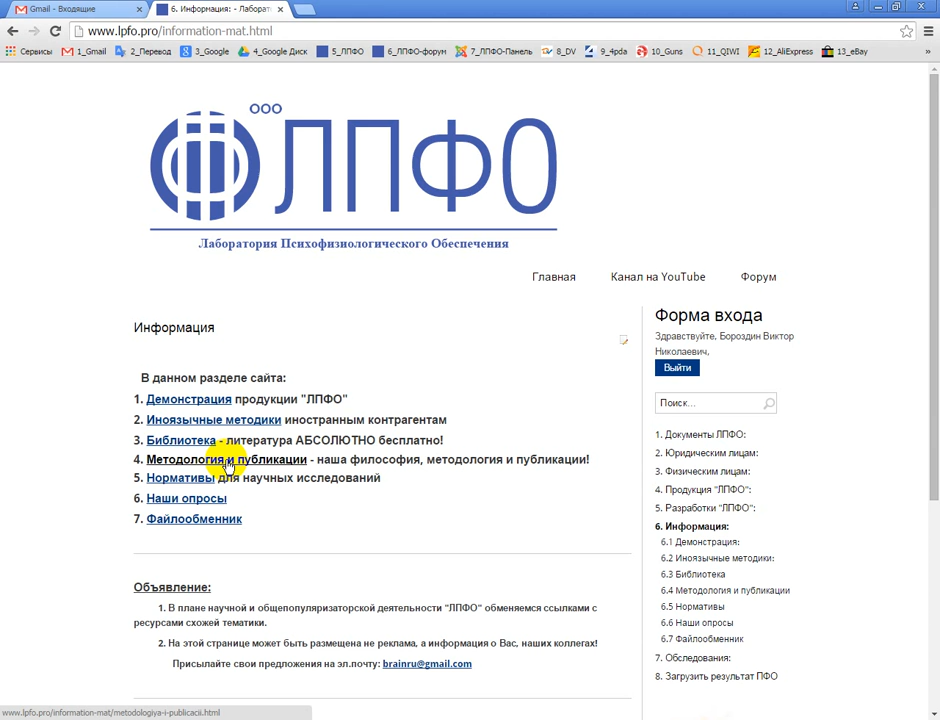 Gmail - Входящие
6. Информация: - Лаборат
www.lpfo.pro/information-mat.html
Сервисы
1_Gmail
2_Перевод
3_Google
4_Google Диск
5_ЛПФО
6_ЛПФО-форум
7_ЛПФО-Панель
8_DV
9_4pda
10_Guns
11_QIWI
12_AliExpress
13_eBay
ООО
ЛПФО
Лаборатория Психофизиологического Обеспечения
Главная
Канал на YouTube
Форум
Информация
В данном разделе сайта:
1. Демонстрация продукции "ЛПФО"
2. Иноязычные методики иностранным контрагентам
3. Библиотека - литература АБСОЛЮТНО бесплатно!
4. Методология и публикации - наша философия, методология и публикации!
5. Нормативы для научных исследований
6. Наши опросы
7. Файлообменник
Объявление:
1. В плане научной и общепопуляризаторской деятельности "ЛПФО" обменяемся ссылками с
ресурсами схожей тематики.
2. На этой странице может быть размещена не реклама, а информация о Вас, наших коллегах!
Присылайте свои предложения на эл.почту: brainru@gmail.com
Форма входа
Здравствуйте, Бороздин Виктор
Николаевич,
Выйти
Поиск...
1. Документы ЛПФО:
2. Юридическим лицам:
3. Физическим лицам:
4. Продукция "ЛПФО":
5. Разработки "ЛПФО":
6. Информация:
6.1 Демонстрация:
6.2 Иноязычные методики:
6.3 Библиотека
6.4 Методология и публикации
6.5 Нормативы
6.6 Наши опросы
6.7 Файлообменник
7. Обследования:
8. Загрузить результат ПФО
www.lpfo.pro/information-mat/metodologiya-i-publicacii.html